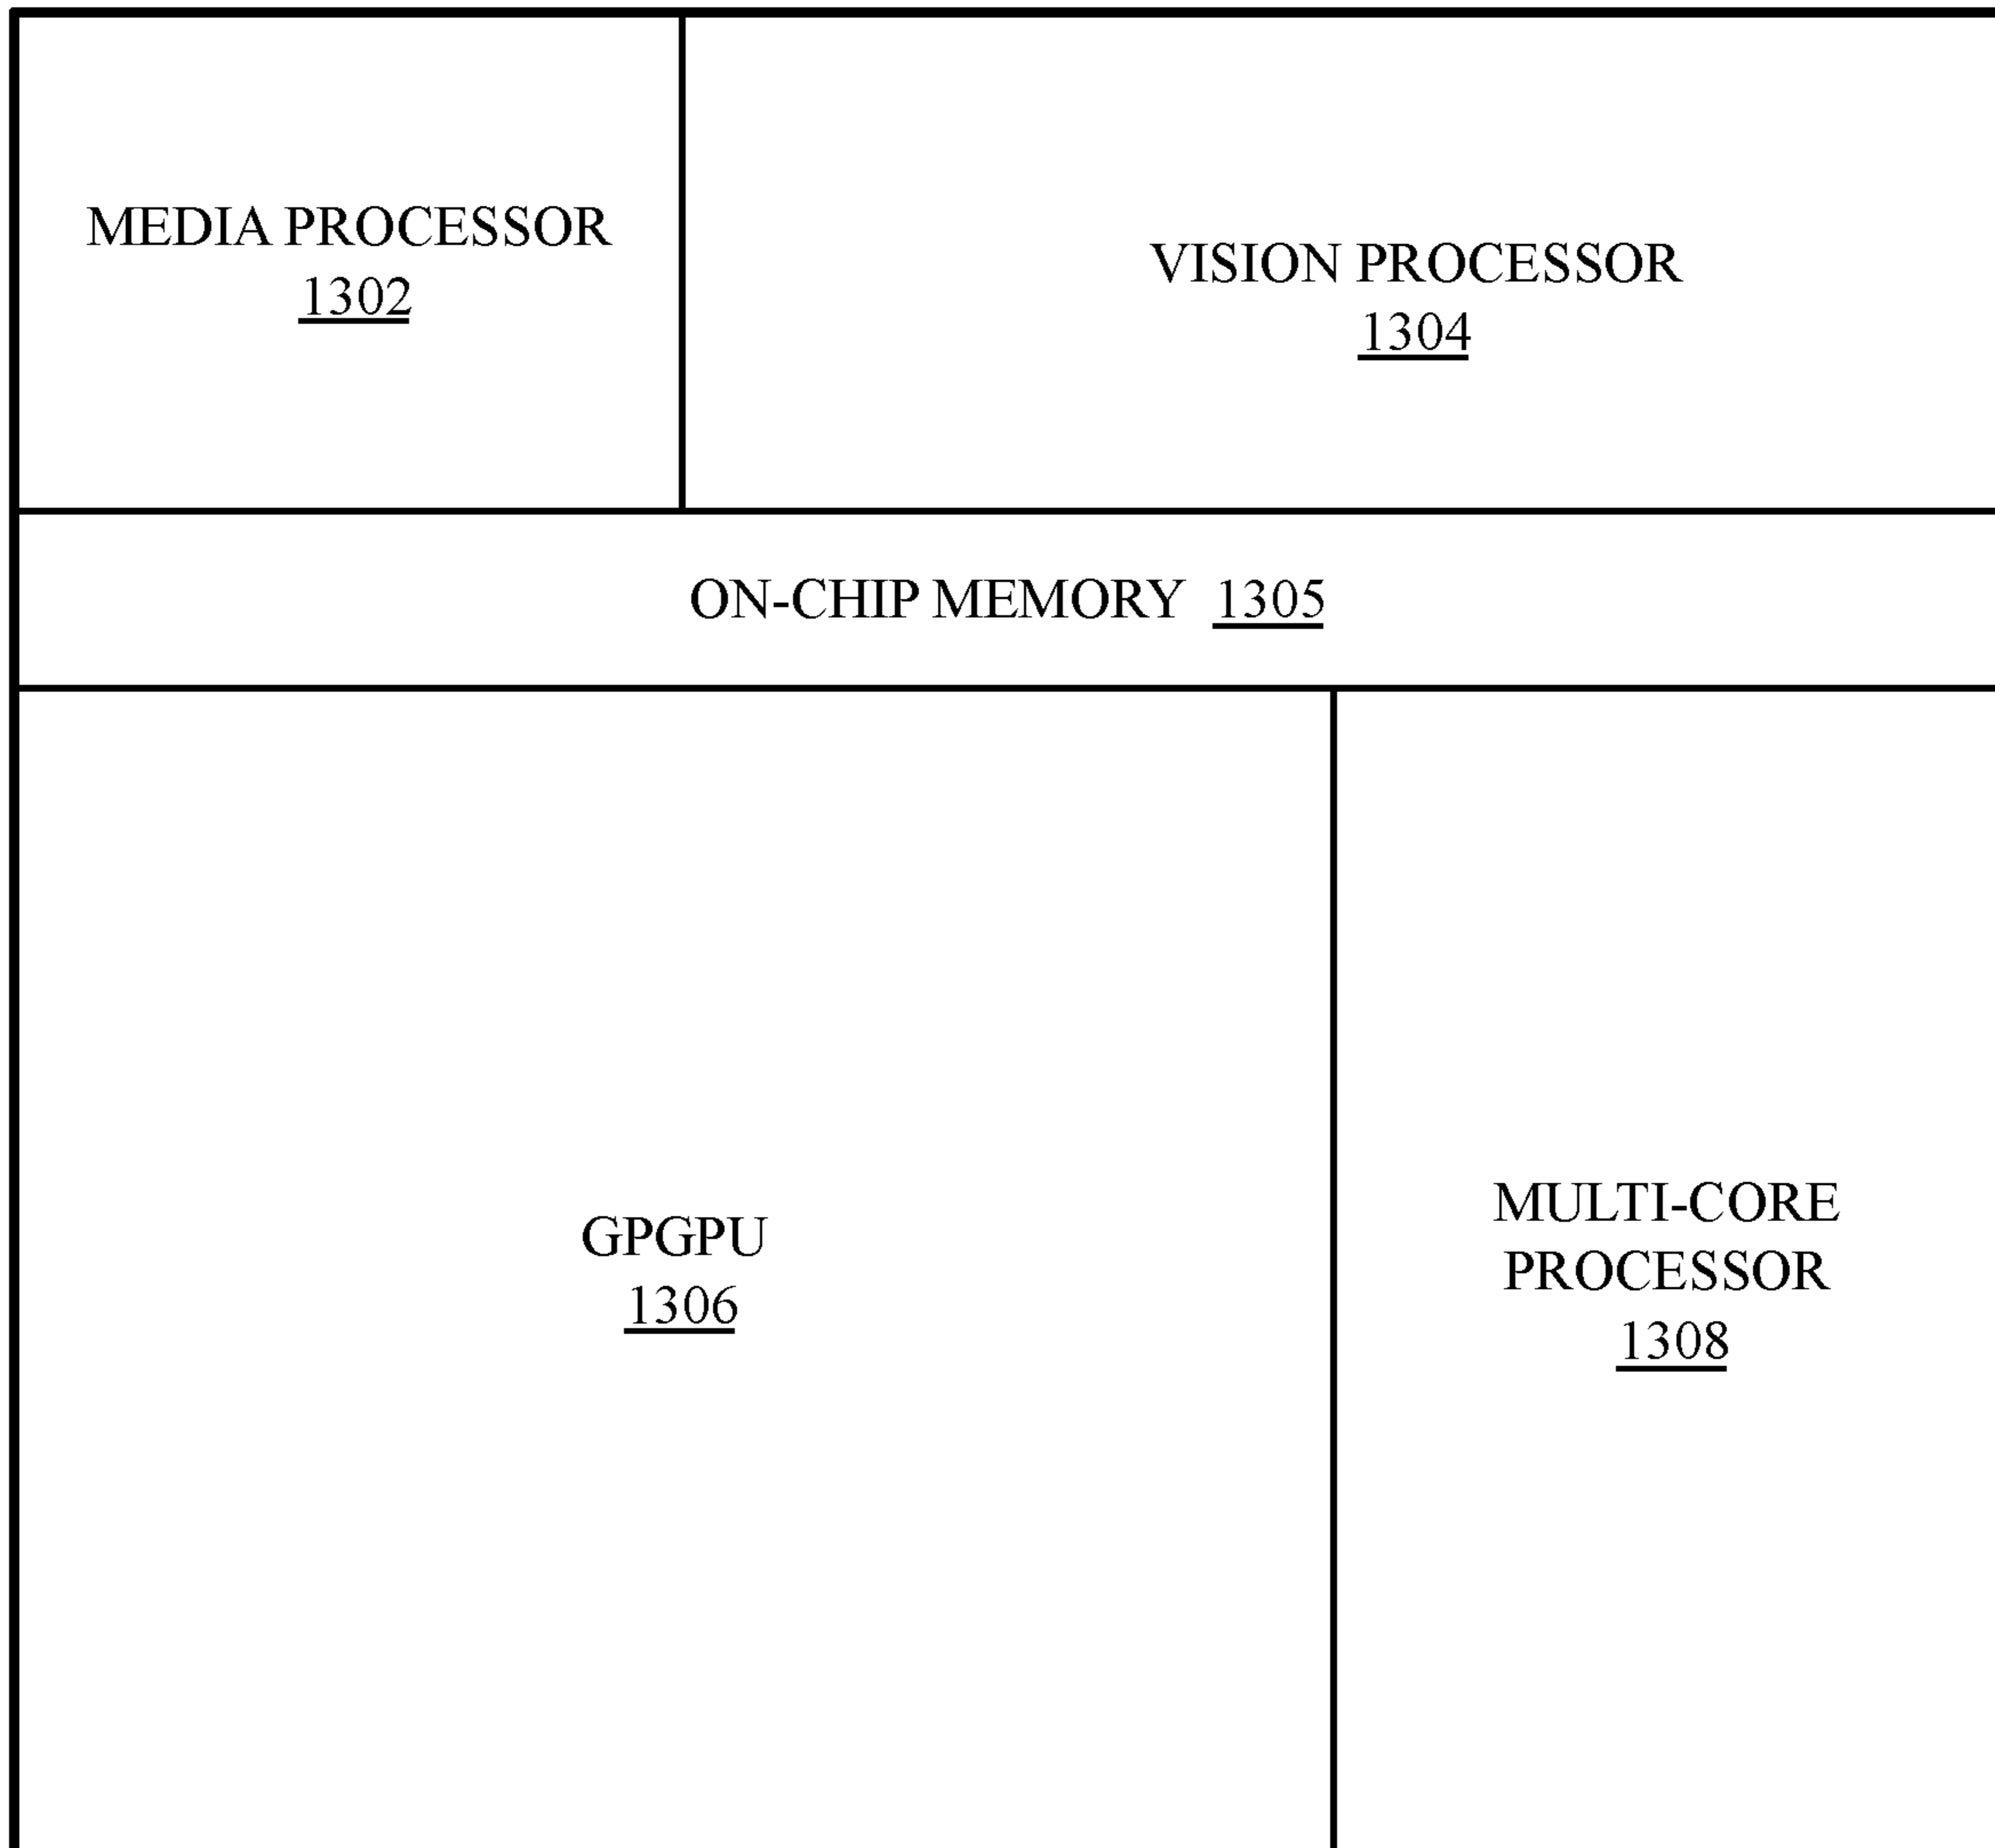 MEDIA PROCESSOR
1302
VISION PROCESSOR
1304
ON-CHIP MEMORY 1305
GPGPU
1306
MULTI-CORE
PROCESSOR
1308